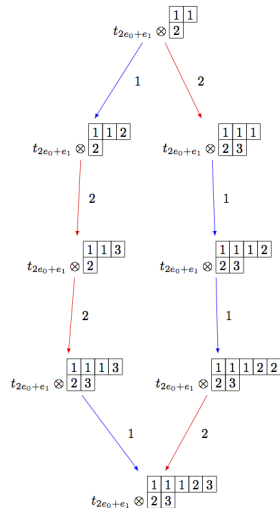 t_{2e_0+e_1} ⊗ 1 1
2
1 2
t_{2e_0+e_1} ⊗ 1 1 2
2
t_{2e_0+e_1} ⊗ 1 1 1
2 3
2 1
t_{2e_0+e_1} ⊗ 1 1 3
2
t_{2e_0+e_1} ⊗ 1 1 1 2
2 3
2 1
t_{2e_0+e_1} ⊗ 1 1 1 3
2 3
t_{2e_0+e_1} ⊗ 1 1 1 2 2
2 3
1 2
t_{2e_0+e_1} ⊗ 1 1 1 2 3
2 3